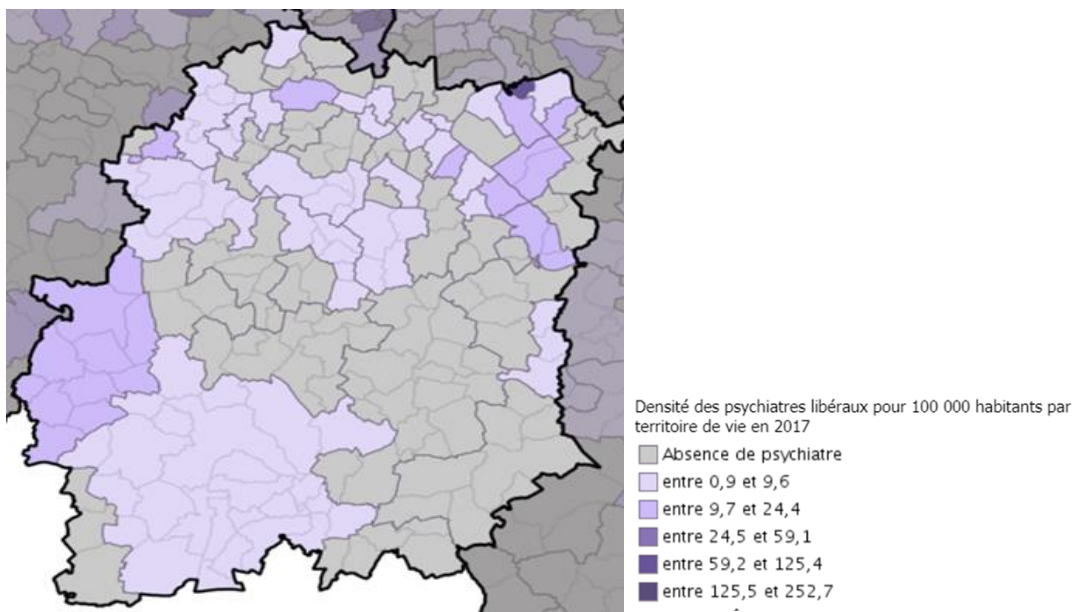 Densité des psychiatres libéraux pour 100 000 habitants par
territoire de vie en 2017
Absence de psychiatre
entre 0,9 et 9,6
entre 9,7 et 24,4
entre 24,5 et 59,1
entre 59,2 et 125,4
entre 125,5 et 252,7